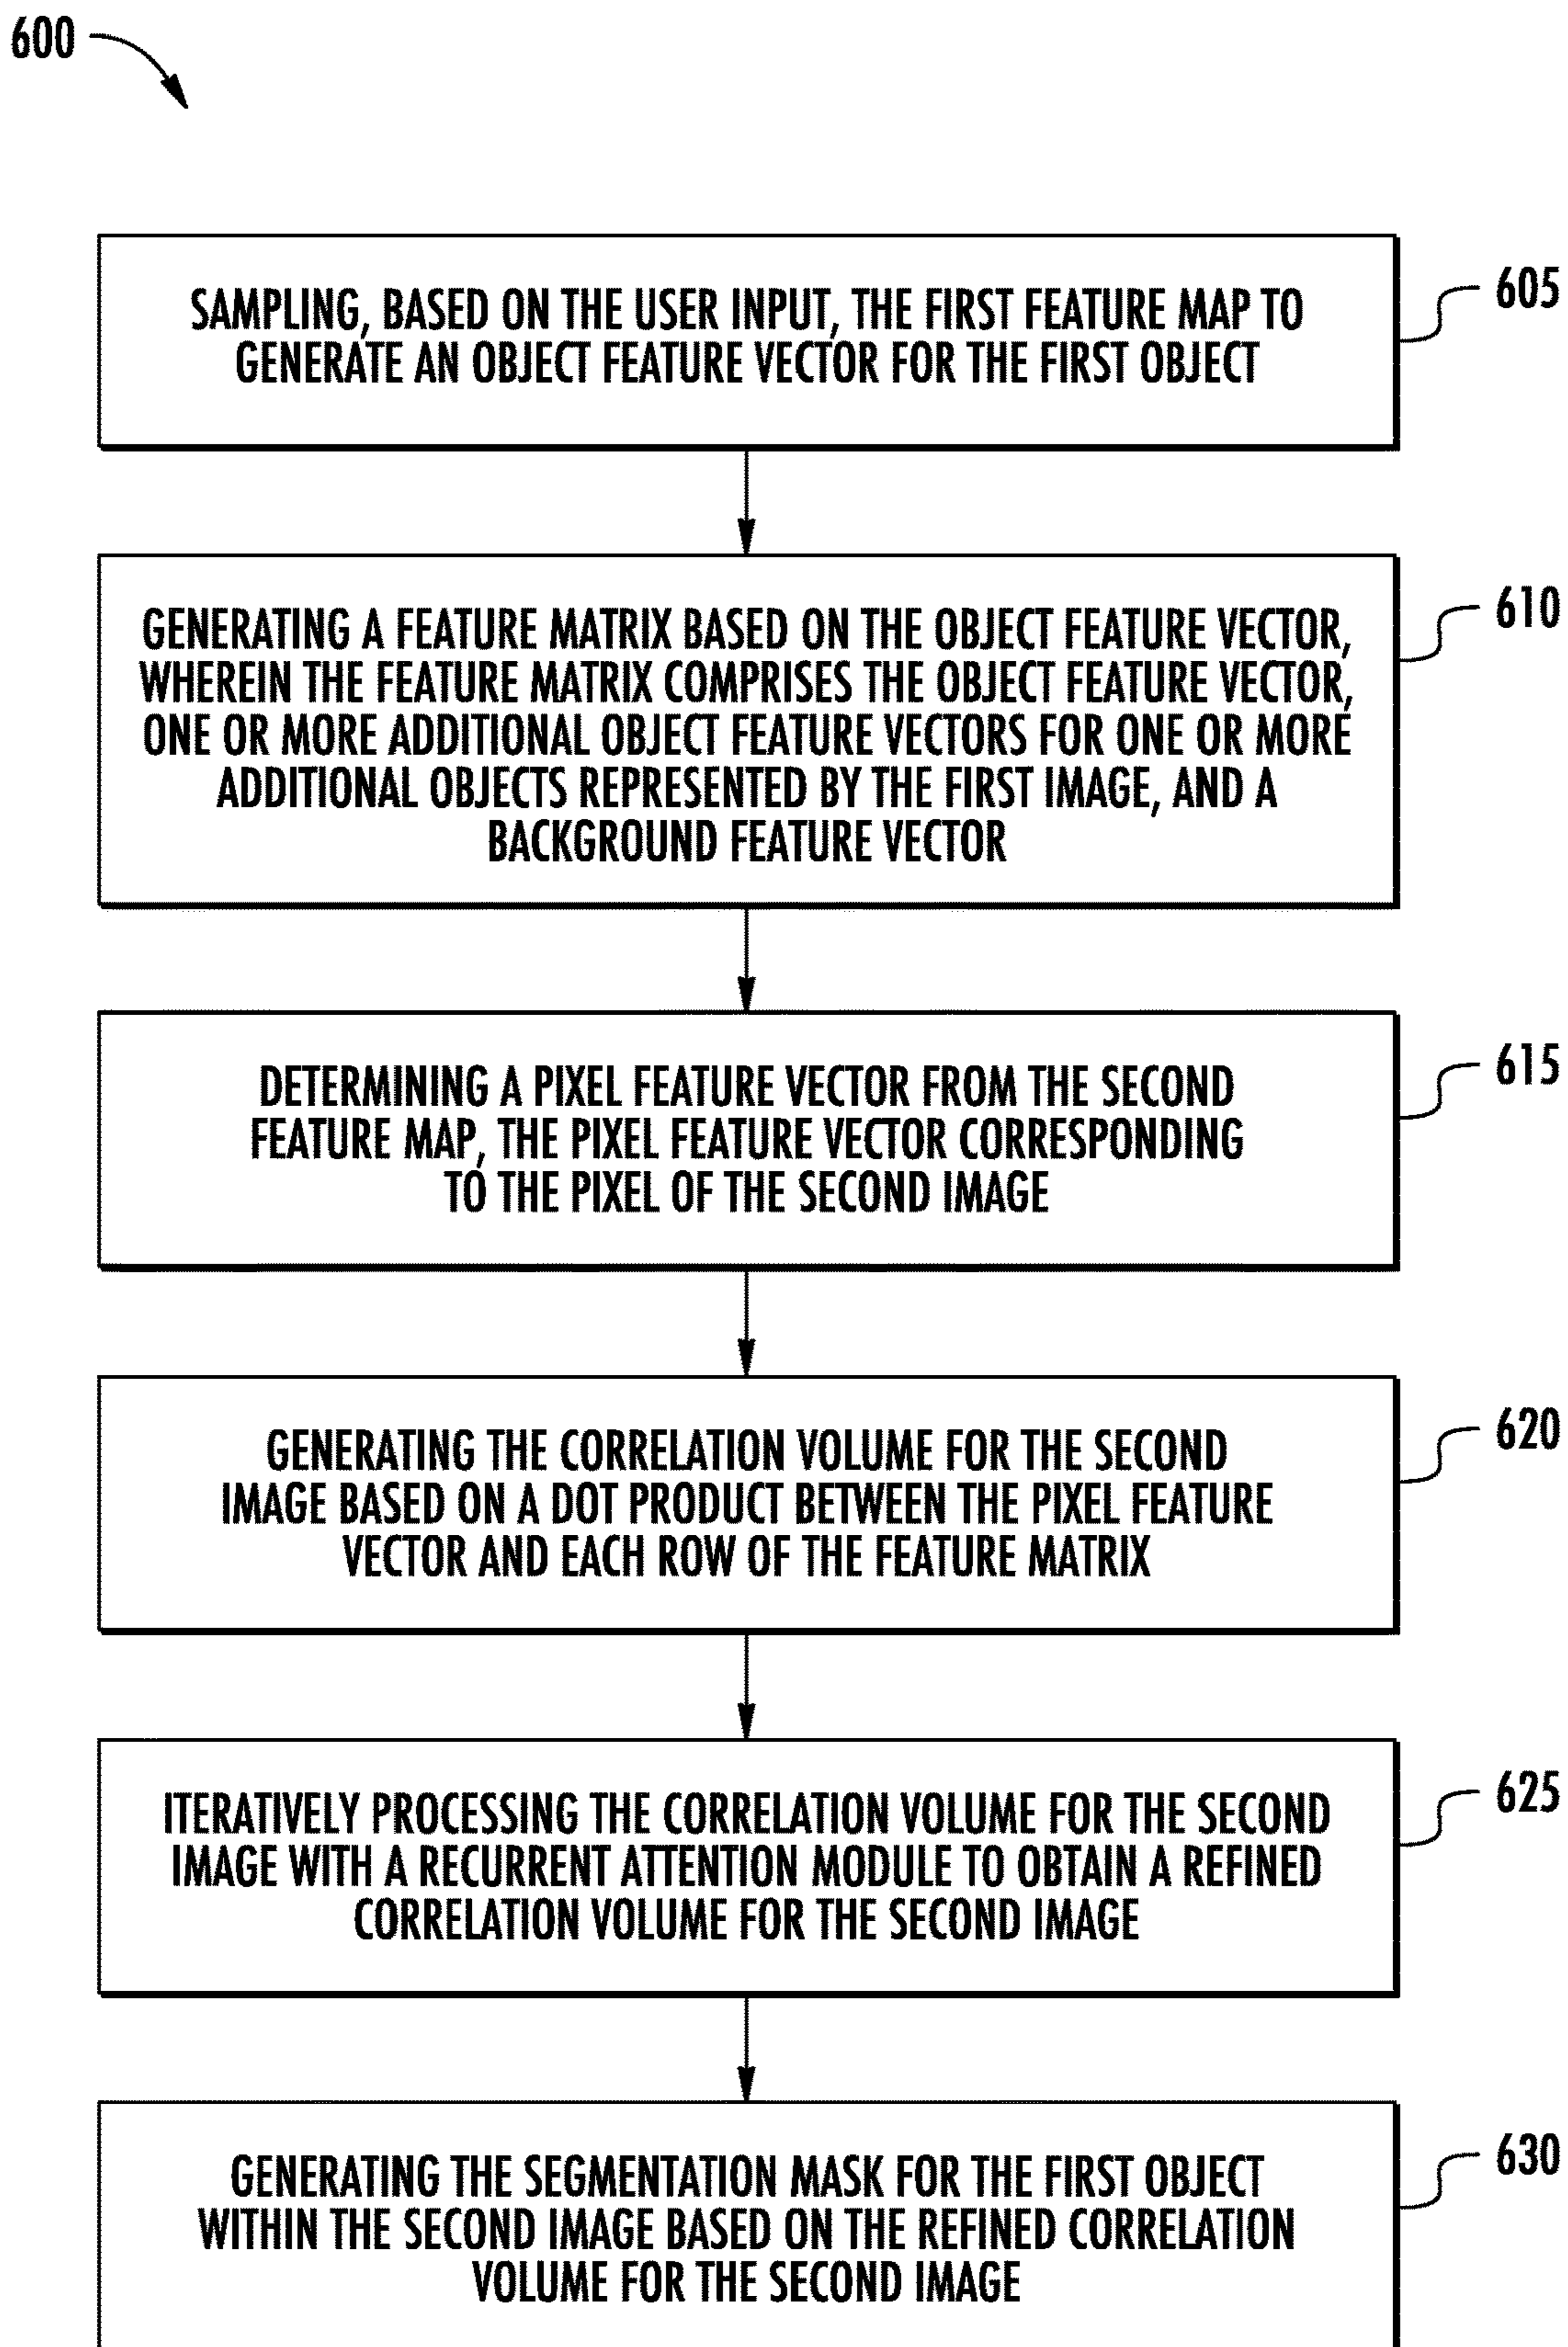 600
SAMPLING, BASED ON THE USER INPUT, THE FIRST FEATURE MAP TO
GENERATE AN OBJECT FEATURE VECTOR FOR THE FIRST OBJECT
605
GENERATING A FEATURE MATRIX BASED ON THE OBJECT FEATURE VECTOR,
WHEREIN THE FEATURE MATRIX COMPRISES THE OBJECT FEATURE VECTOR,
ONE OR MORE ADDITIONAL OBJECT FEATURE VECTORS FOR ONE OR MORE
ADDITIONAL OBJECTS REPRESENTED BY THE FIRST IMAGE, AND A
BACKGROUND FEATURE VECTOR
610
DETERMINING A PIXEL FEATURE VECTOR FROM THE SECOND
FEATURE MAP, THE PIXEL FEATURE VECTOR CORRESPONDING
TO THE PIXEL OF THE SECOND IMAGE
615
GENERATING THE CORRELATION VOLUME FOR THE SECOND
IMAGE BASED ON A DOT PRODUCT BETWEEN THE PIXEL FEATURE
VECTOR AND EACH ROW OF THE FEATURE MATRIX
620
ITERATIVELY PROCESSING THE CORRELATION VOLUME FOR THE SECOND
IMAGE WITH A RECURRENT ATTENTION MODULE TO OBTAIN A REFINED
CORRELATION VOLUME FOR THE SECOND IMAGE
625
GENERATING THE SEGMENTATION MASK FOR THE FIRST OBJECT
WITHIN THE SECOND IMAGE BASED ON THE REFINED CORRELATION
VOLUME FOR THE SECOND IMAGE
630